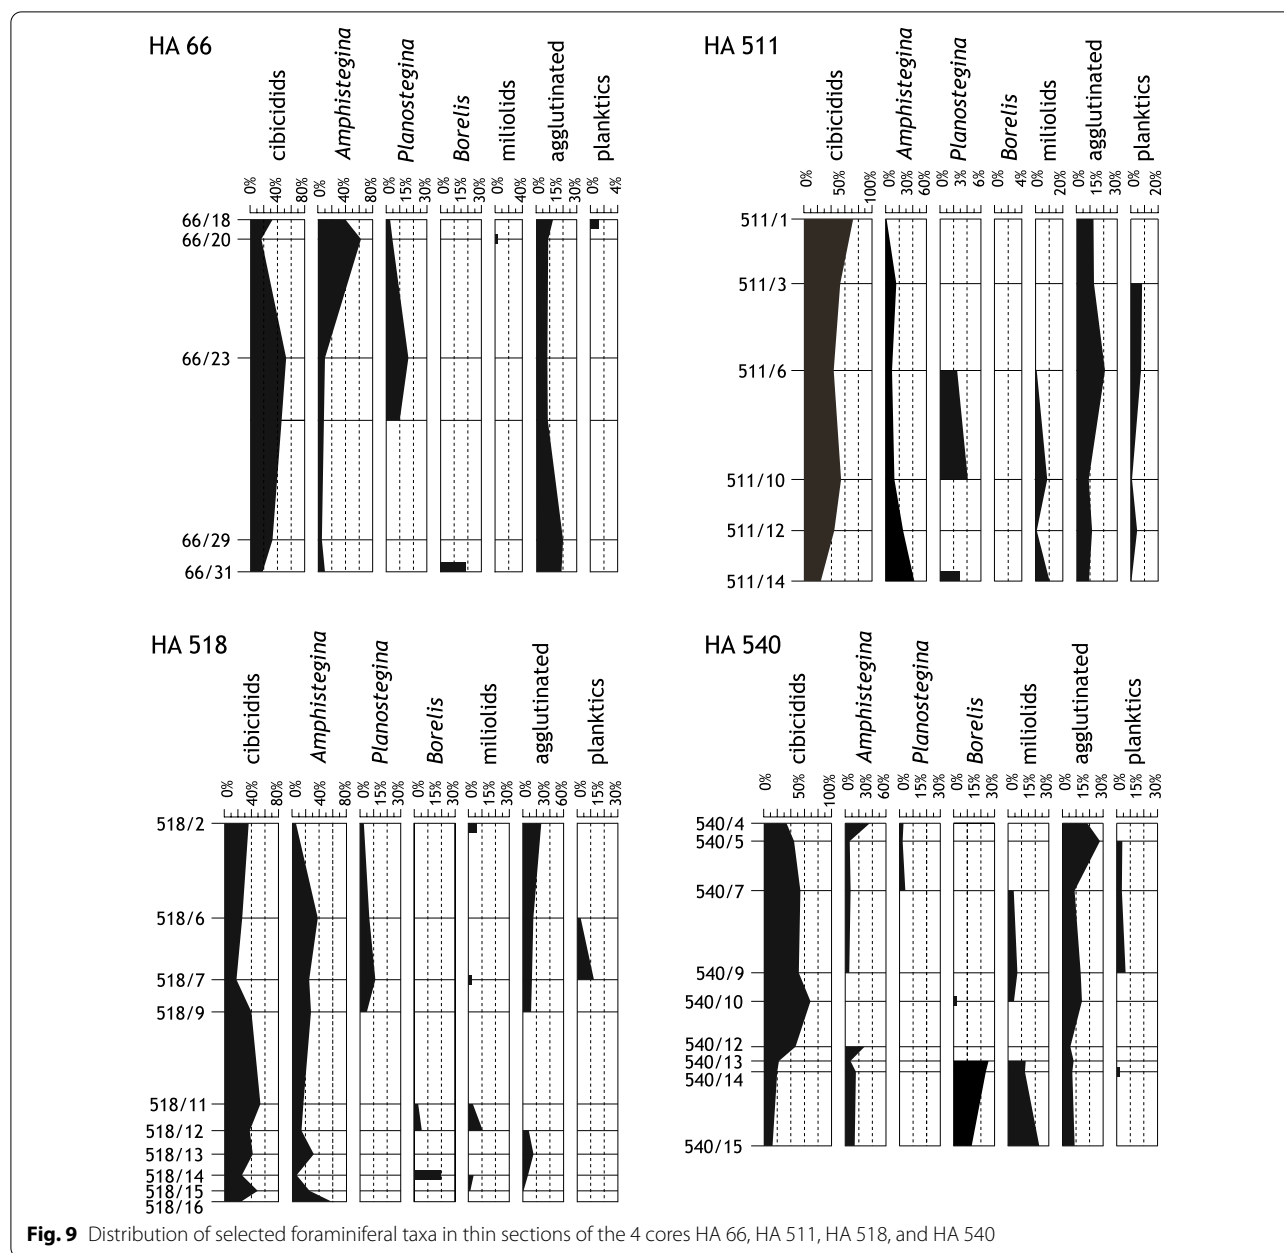 HA 66
cibicidids Amphistegina Planostegina Borelis miliolids agglutinated planktics
0% 40% 80% 0% 40% 80% 0% 15% 30% 0% 15% 30% 0% 40% 0% 15% 30% 0% 4%
66/18
66/20
66/23
66/29
66/31
HA 511
cibicidids Amphistegina Planostegina Borelis miliolids agglutinated planktics
0% 50% 100% 0% 30% 60% 0% 3% 6% 0% 4% 0% 20% 0% 15% 30% 0% 20%
511/1
511/3
511/6
511/10
511/12
511/14
HA 518
cibicidids Amphistegina Planostegina Borelis miliolids agglutinated planktics
0% 40% 80% 0% 40% 80% 0% 15% 30% 0% 15% 30% 0% 15% 30% 0% 30% 60% 0% 15% 30%
518/2
518/6
518/7
518/9
518/11
518/12
518/13
518/14
518/15
518/16
HA 540
cibicidids Amphistegina Planostegina Borelis miliolids agglutinated planktics
0% 50% 100% 0% 30% 60% 0% 15% 30% 0% 15% 30% 0% 15% 30% 0% 15% 30% 0% 15% 30%
540/4
540/5
540/7
540/9
540/10
540/12
540/13
540/14
540/15
Fig. 9 Distribution of selected foraminiferal taxa in thin sections of the 4 cores HA 66, HA 511, HA 518, and HA 540